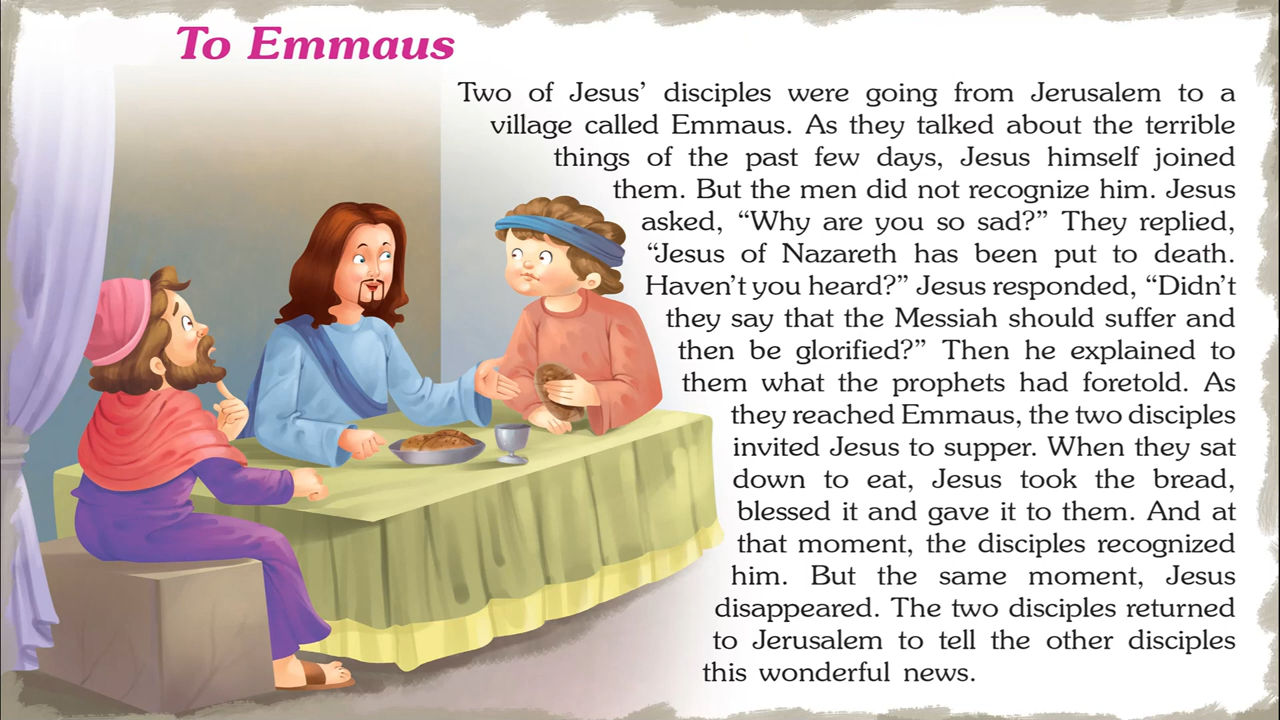 To Emmaus
Two of Jesus’ disciples were going from Jerusalem to a
village called Emmaus. As they talked about the terrible
things of the past few days, Jesus himself joined
them. But the men did not recognize him. Jesus
asked, “Why are you so sad?” They replied,
“Jesus of Nazareth has been put to death.
Haven’t you heard?” Jesus responded, “Didn’t
they say that the Messiah should suffer and
then be glorified?” Then he explained to
them what the prophets had foretold. As
they reached Emmaus, the two disciples
invited Jesus to supper. When they sat
down to eat, Jesus took the bread,
blessed it and gave it to them. And at
that moment, the disciples recognized
him. But the same moment, Jesus
disappeared. The two disciples returned
to Jerusalem to tell the other disciples
this wonderful news.